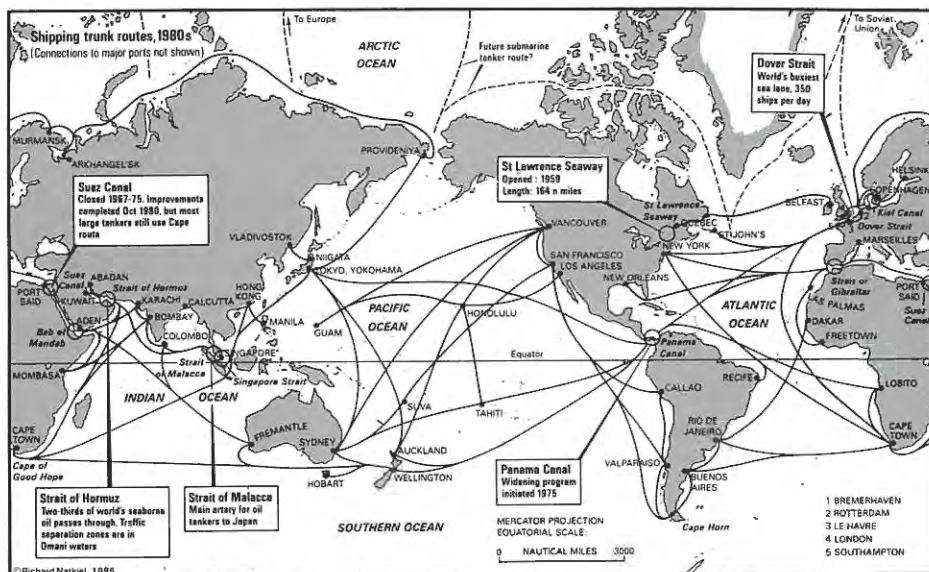 Shipping trunk routes, 1980s
(Connections to major ports not shown)
To Europe
ARCTIC
OCEAN
Future submarine
tanker route?
To Soviet
Union
Dover Strait
World's busiest
sea lane, 350
ships per day
MURMANSK
ARKHANGEL'SK
PROVIDENIYA
St Lawrence Seaway
Opened : 1959
Length: 164 n miles
HELSINKI
COPENHAGEN
Kiel Canal
Dover Strait
BELFAST
MARSEILLES
Suez Canal
Closed 1967-75. Improvements
completed Oct 1980, but most
large tankers still use Cape
route
St Lawrence
Seaway
QUEBEC
ST JOHN'S
VANCOUVER
NEW YORK
VLADIVOSTOK
NIIGATA
TOKYO, YOKOHAMA
SAN FRANCISCO
LOS ANGELES
NEW ORLEANS
Strait of
Gibraltar
PORT
SAID
Suez
Canal
Suez
Canal
ABADAN
Strait of Hormuz
PORT
SAID
KUWAIT
KARACHI
CALCUTTA
HONG
KONG
BOMBAY
MANILA
GUAM
PACIFIC
OCEAN
HONOLULU
ATLANTIC
OCEAN
LAS PALMAS
DAKAR
FREETOWN
ADEN
Bab el
Mandab
COLOMBO
SINGAPORE
Strait
of Malacca
Singapore Strait
Equator
Panama
Canal
MOMBASA
INDIAN
OCEAN
CALLAO
RECIFE
LOBITO
SUVA
TAHITI
RIO DE
JANEIRO
CAPE
TOWN
Cape of
Good Hope
FREMANTLE
SYDNEY
AUCKLAND
WELLINGTON
HOBART
VALPARAISO
BUENOS
AIRES
CAPE
TOWN
Strait of Hormuz
Two-thirds of world's seaborne
oil passes through. Traffic
separation zones are in
Omani waters
Strait of Malacca
Main artery for oil
tankers to Japan
Panama Canal
Widening program
initiated 1975
SOUTHERN OCEAN
MERCATOR PROJECTION
EQUATORIAL SCALE:
0 NAUTICAL MILES 3000
Cape Horn
1 BREMERHAVEN
2 ROTTERDAM
3 LE HAVRE
4 LONDON
5 SOUTHAMPTON
©Richard Natkiel, 1986